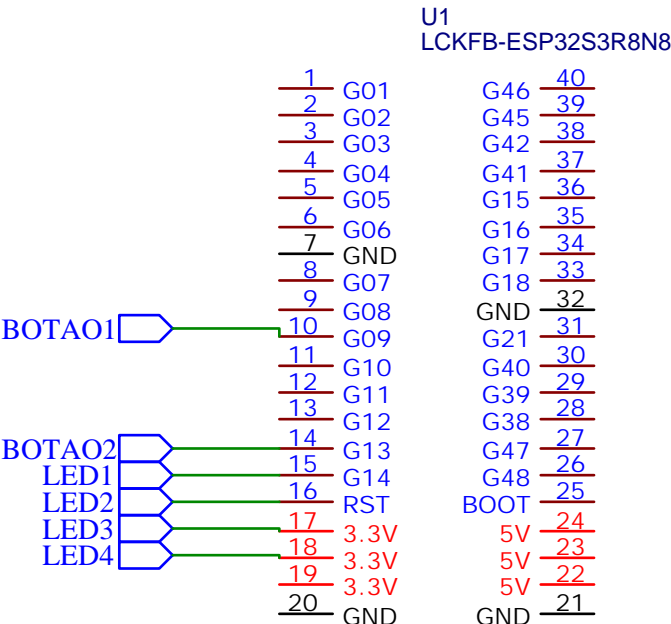 U1
LCKFB-ESP32S3R8N8
1 G01 G46 40
2 G02 G45 39
3 G03 G42 38
4 G04 G41 37
5 G05 G15 36
6 G06 G16 35
7 GND G17 34
8 G07 G18 33
9 G08 GND 32
BOTAO1 10 G09 G21 31
11 G10 G40 30
12 G11 G39 29
13 G12 G38 28
BOTAO2 14 G13 G47 27
LED1 15 G14 G48 26
LED2 16 RST BOOT 25
LED3 17 3.3V 5V 24
LED4 18 3.3V 5V 23
19 3.3V 5V 22
20 GND GND 21